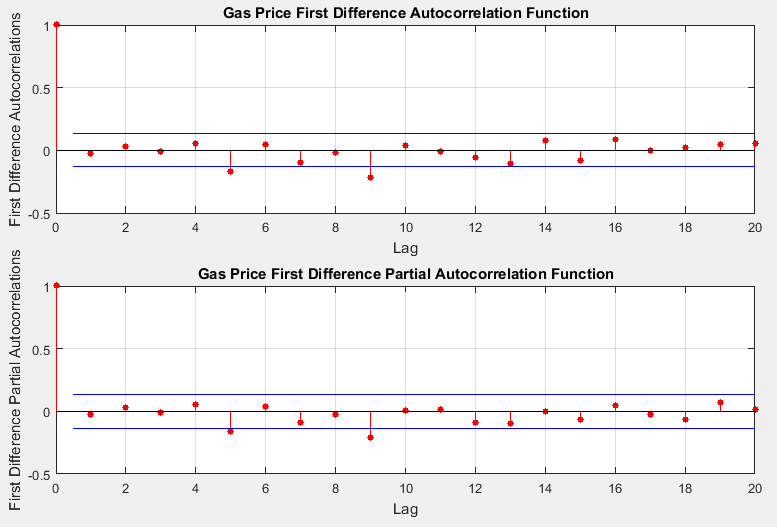 Gas Price First Difference Autocorrelation Function
First Difference Autocorrelations
1
0.5
0
-0.5
0 2 4 6 8 10 12 14 16 18 20
Lag
Gas Price First Difference Partial Autocorrelation Function
First Difference Partial Autocorrelations
1
0.5
0
-0.5
0 2 4 6 8 10 12 14 16 18 20
Lag